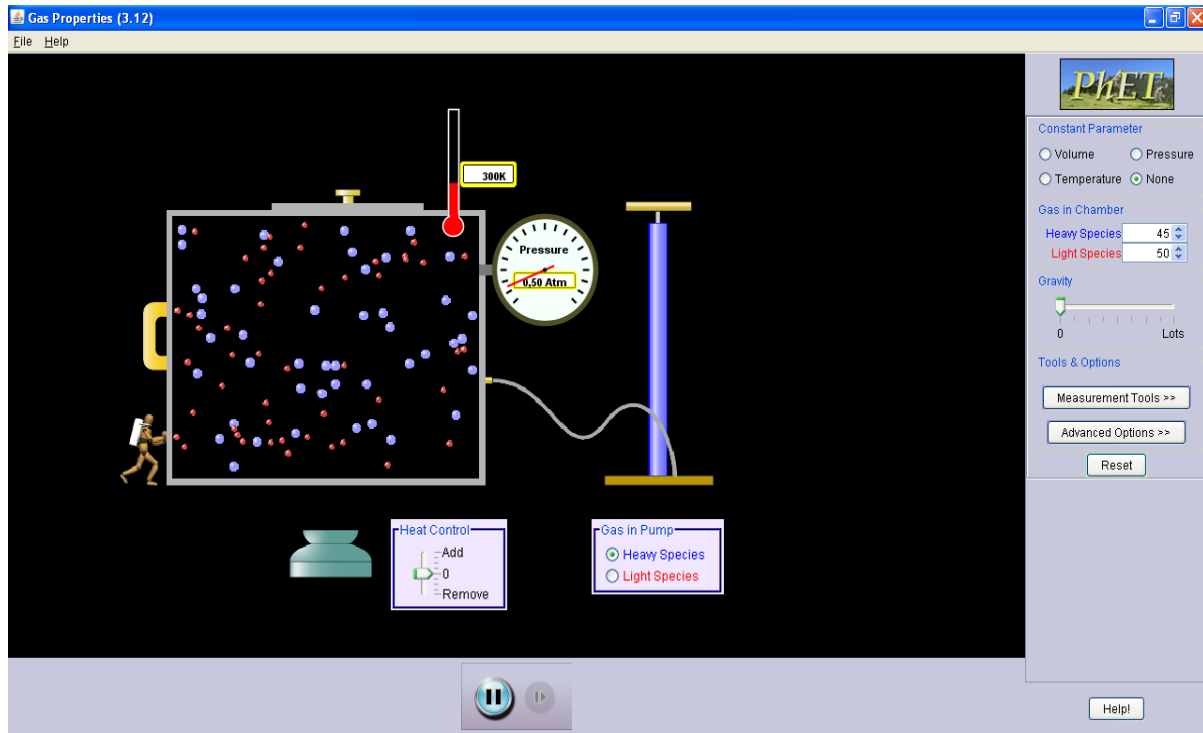 Gas Properties (3.12)
File Help
PhET
Constant Parameter
Volume Pressure
Temperature None
Gas in Chamber
Heavy Species 45
Light Species 50
Gravity
0 Lots
Tools & Options
Measurement Tools >>
Advanced Options >>
Reset
300K
Pressure
0,50 Atm
Heat Control
Add
0
Remove
Gas in Pump
Heavy Species
Light Species
Help!